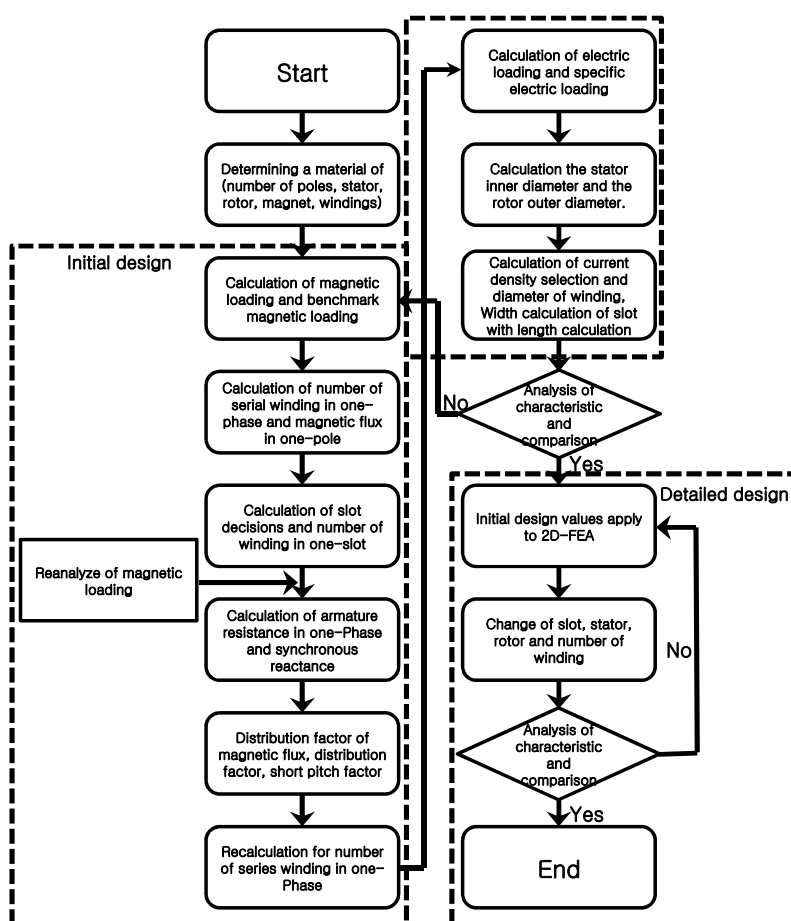 Start
Determining a material of
(number of poles, stator,
rotor, magnet, windings)
Initial design
Calculation of magnetic
loading and benchmark
magnetic loading
Calculation of number of
serial winding in one-
phase and magnetic flux
in one-pole
Calculation of slot
decisions and number of
winding in one-slot
Reanalyze of magnetic
loading
Calculation of armature
resistance in one-Phase
and synchronous
reactance
Distribution factor of
magnetic flux, distribution
factor, short pitch factor
Recalculation for number
of series winding in one-
Phase
Calculation of electric
loading and specific
electric loading
Calculation the stator
inner diameter and the
rotor outer diameter.
Calculation of current
density selection and
diameter of winding,
Width calculation of slot
with length calculation
Analysis of
characteristic
and
comparison
No
Yes
Detailed design
Initial design values apply
to 2D-FEA
Change of slot, stator,
rotor and number of
winding
No
Analysis of
characteristic
and
comparison
Yes
End